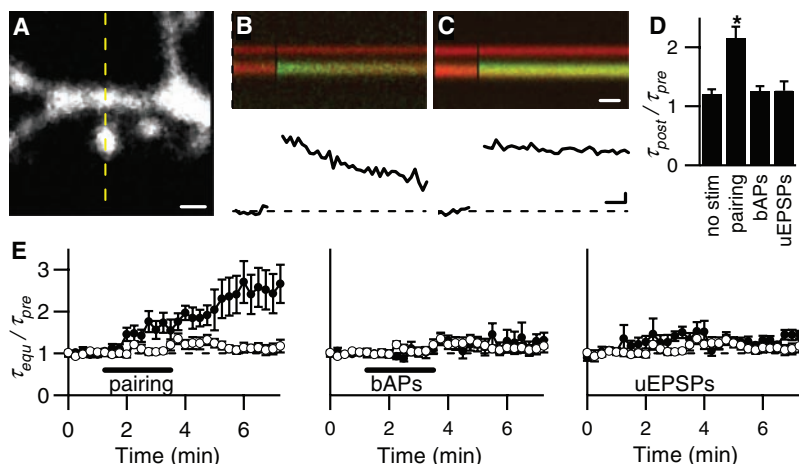 A
B
C
D
*
τpost / τpre
2
1
0
no stim
pairing
bAPs
uEPSPs
E
τequ / τpre
3
2
1
0
pairing
bAPs
uEPSPs
0 2 4 6
0 2 4 6
0 2 4 6
Time (min)
Time (min)
Time (min)